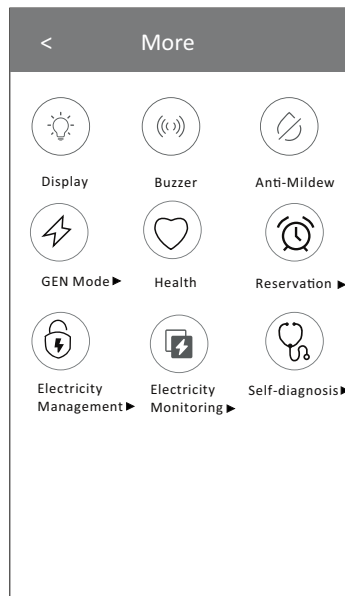 < More
Display Buzzer Anti-Mildew
GEN Mode▶ Health Reservation ▶
Electricity Electricity Self-diagnosis▶
Management▶ Monitoring▶